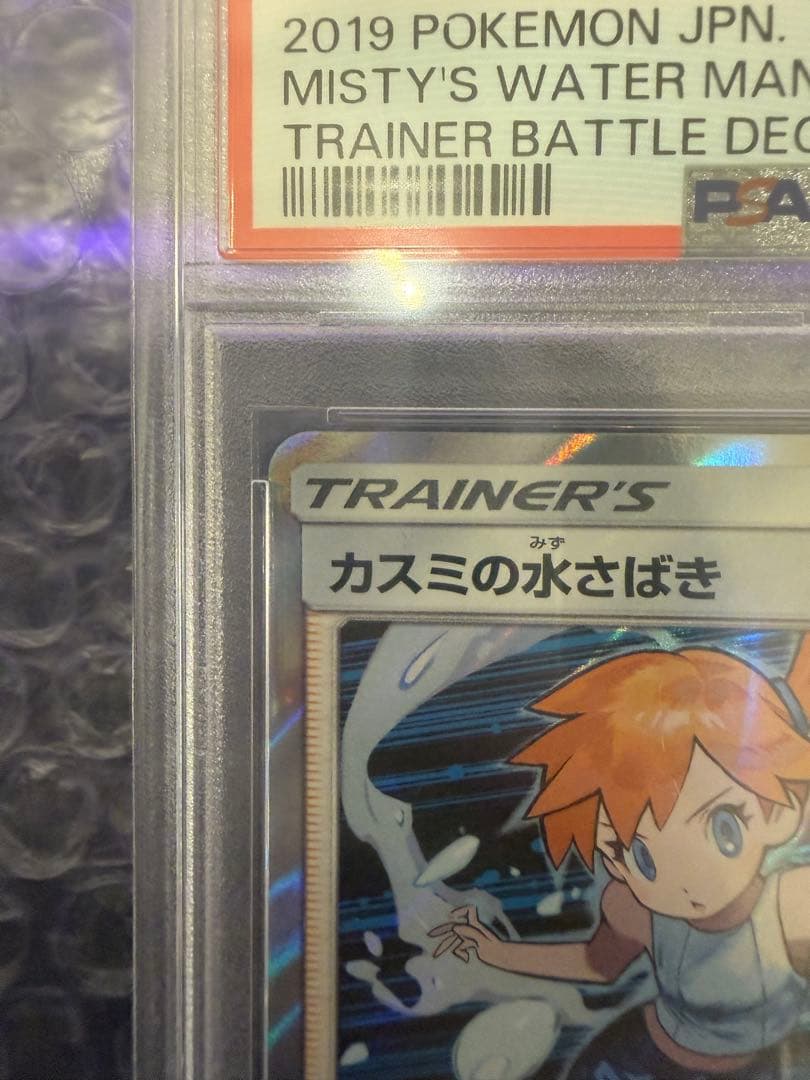 2019 POKEMON JPN.
MISTY'S WATER MAN
TRAINER BATTLE DEC
PSA
TRAINER'S
みず
カスミの水さばき